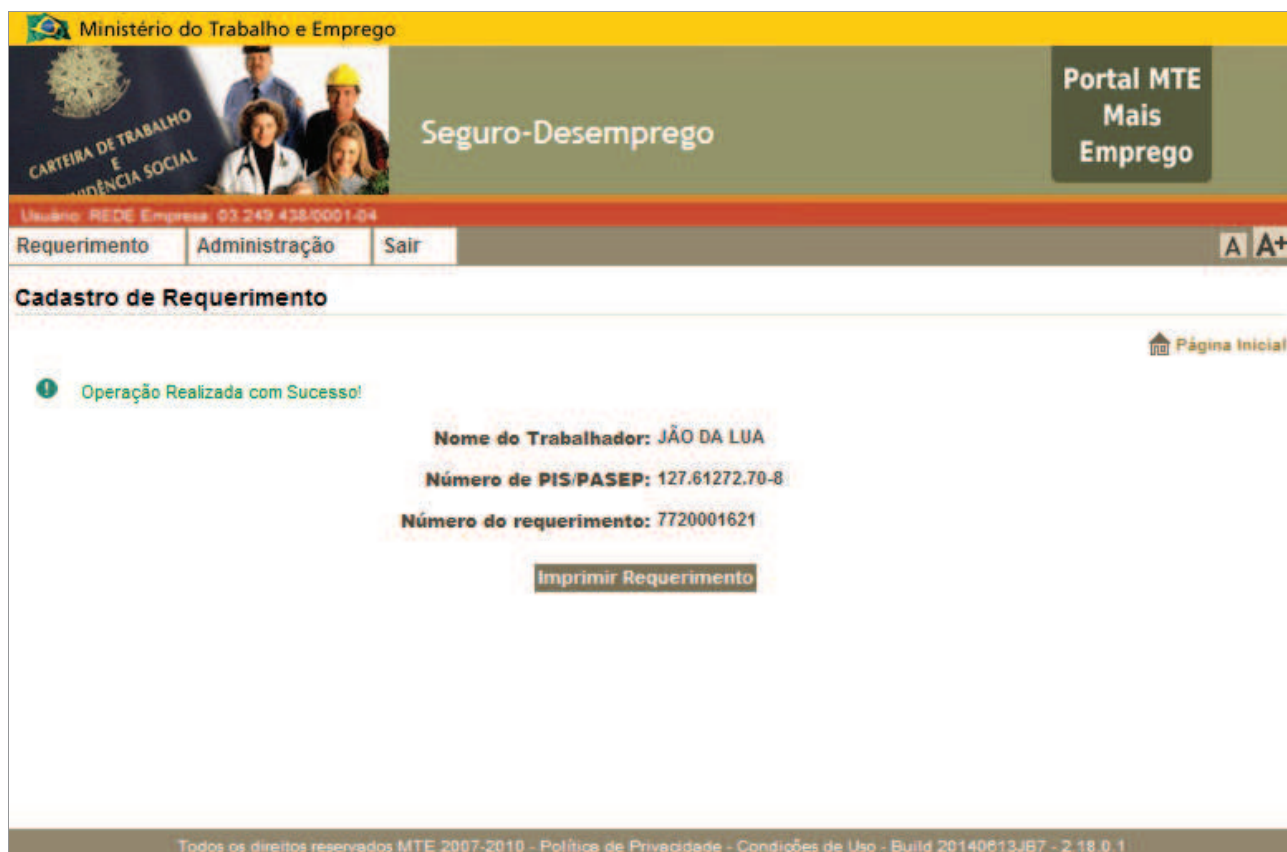 Ministério do Trabalho e Emprego
CARTEIRA DE TRABALHO
E
VIDÊNCIA SOCIAL
Seguro-Desemprego
Portal MTE
Mais
Emprego
Usuário: REDE Empresa: 03.249.438/0001-04
Requerimento Administração Sair A A+
Cadastro de Requerimento
Página Inicial
Operação Realizada com Sucesso!
Nome do Trabalhador: JÃO DA LUA
Número de PIS/PASEP: 127.61272.70-8
Número do requerimento: 7720001621
Imprimir Requerimento
Todos os direitos reservados MTE 2007-2010 - Política de Privacidade - Condições de Uso - Build 20140613JB7 - 2.18.0.1